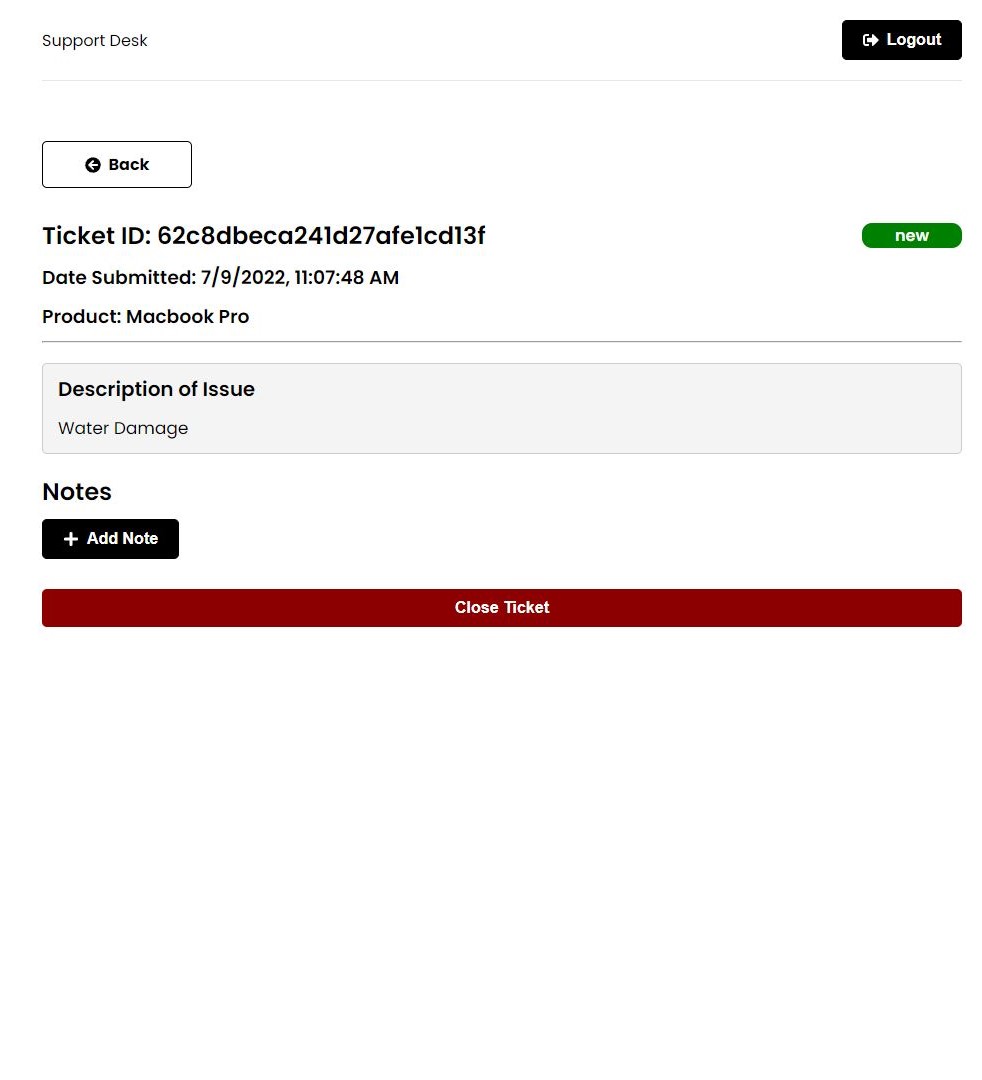 Support Desk
Logout
Back
Ticket ID: 62c8dbeca241d27afe1cd13f
new
Date Submitted: 7/9/2022, 11:07:48 AM
Product: Macbook Pro
Description of Issue
Water Damage
Notes
Add Note
Close Ticket